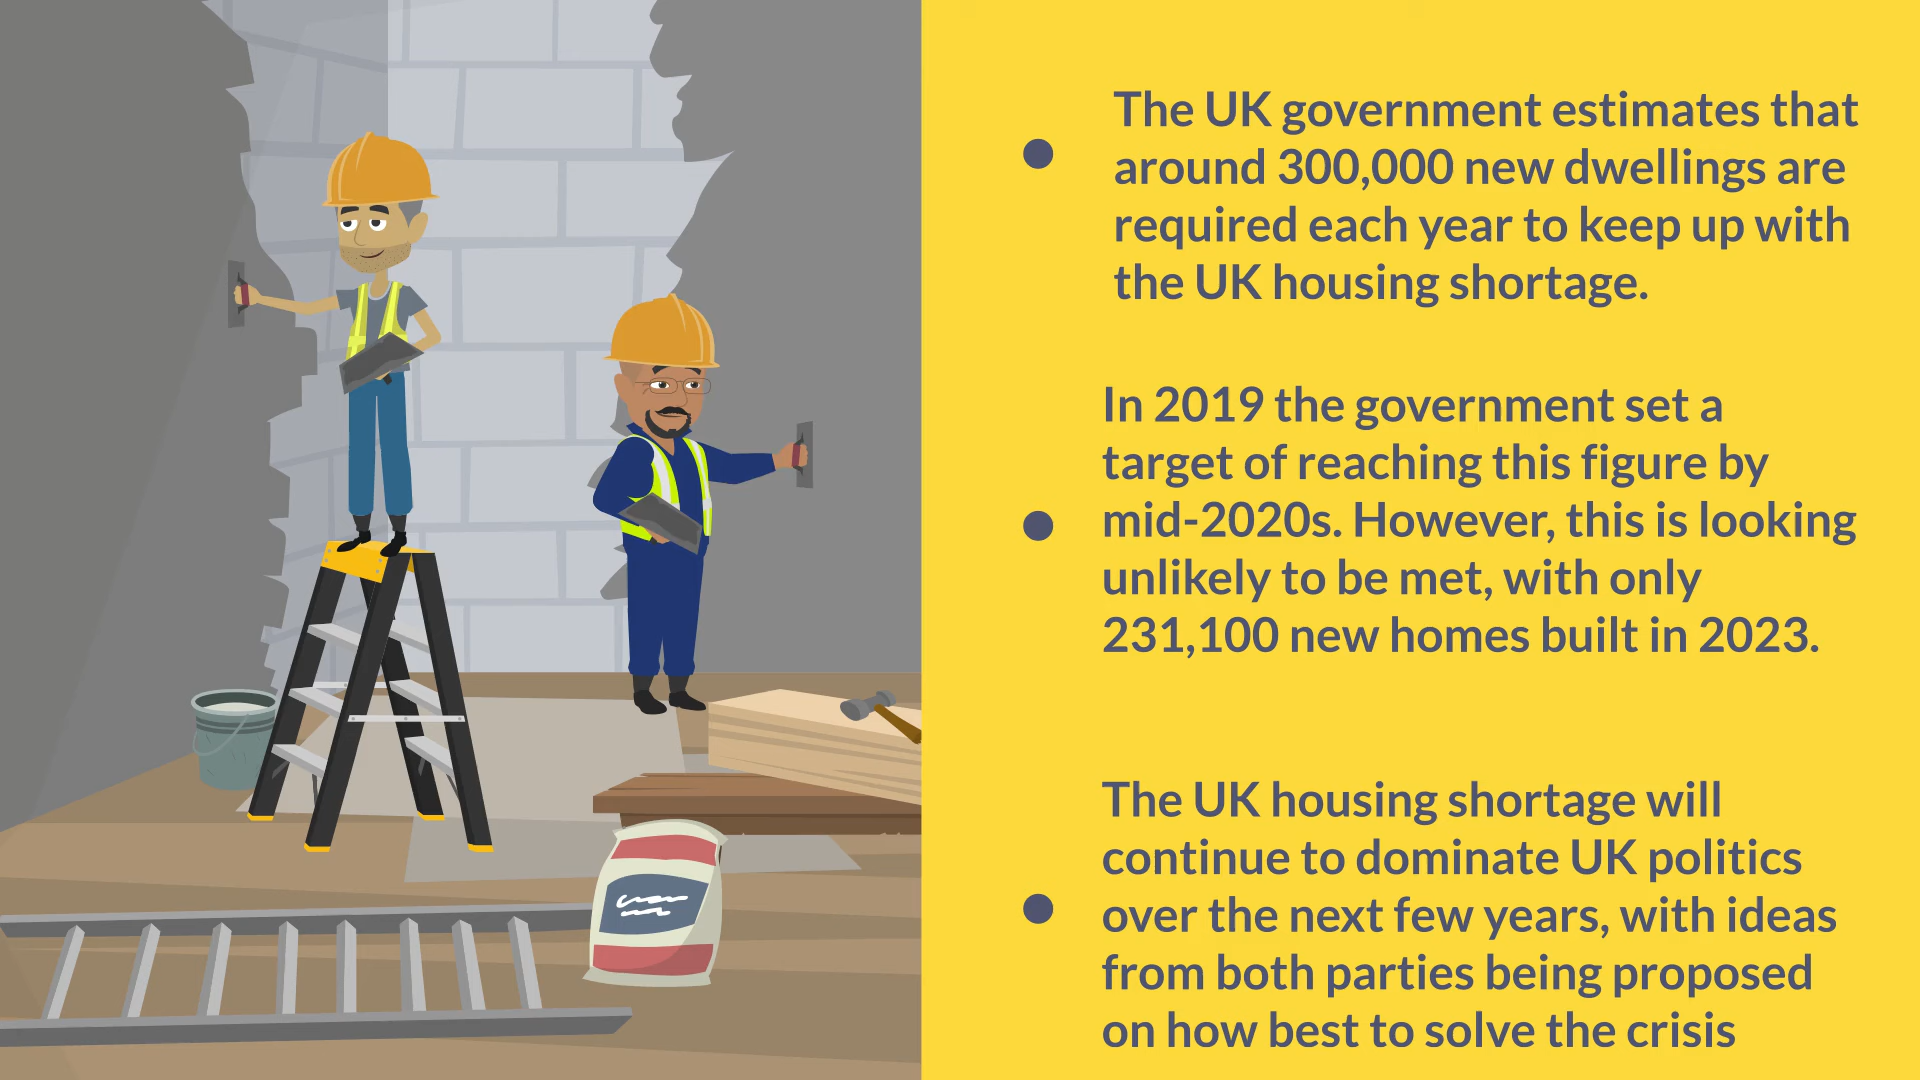 The UK government estimates that
around 300,000 new dwellings are
required each year to keep up with
the UK housing shortage.
In 2019 the government set a
target of reaching this figure by
mid-2020s. However, this is looking
unlikely to be met, with only
231,100 new homes built in 2023.
The UK housing shortage will
continue to dominate UK politics
over the next few years, with ideas
from both parties being proposed
on how best to solve the crisis